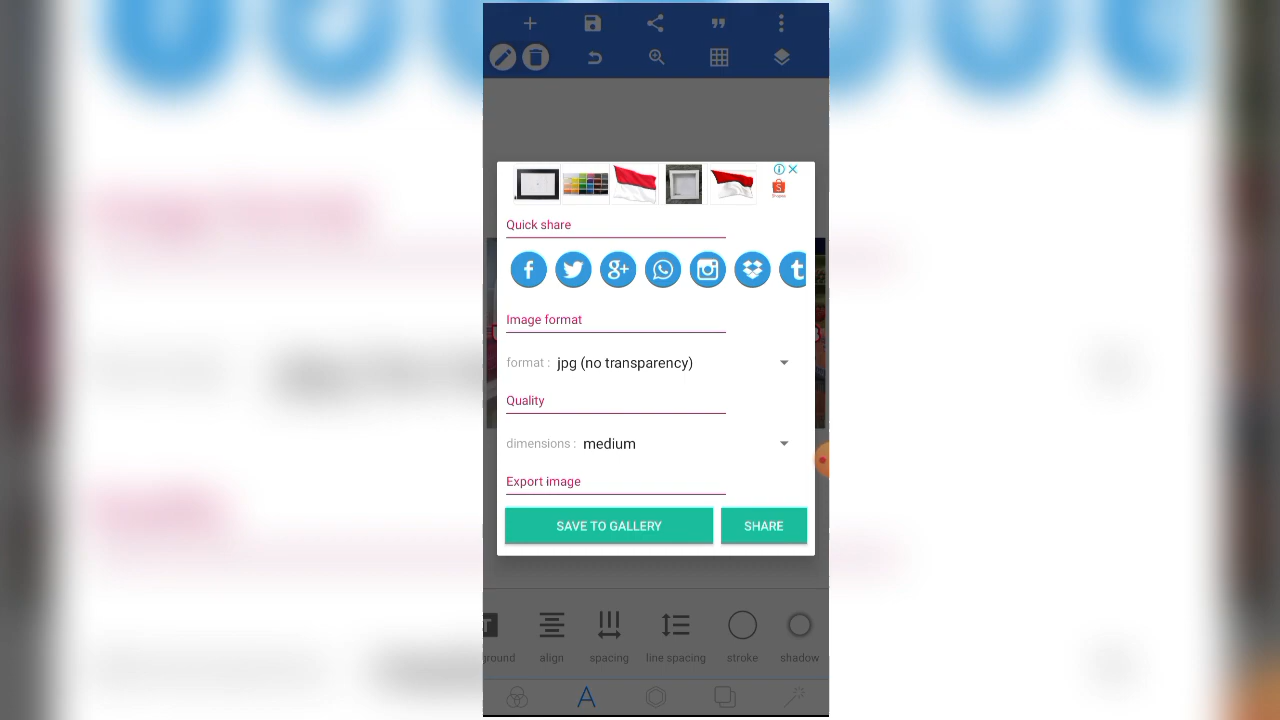 Quick share
Image format
format : jpg (no transparency)
Quality
dimensions : medium
Export image
SAVE TO GALLERY SHARE
round align spacing line spacing stroke shadow